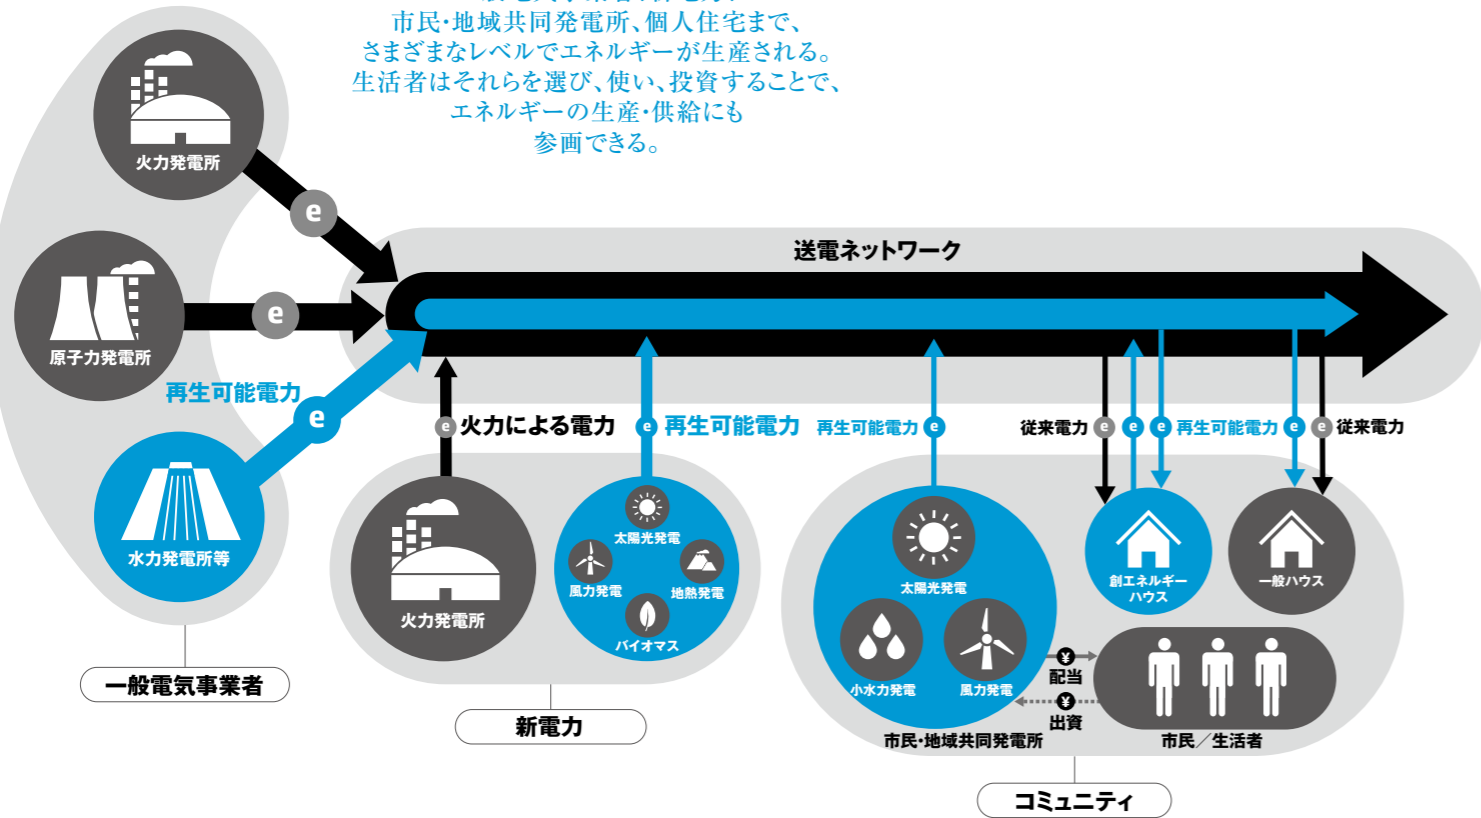 市民・地域共同発電所、個人住宅まで、
さまざまなレベルでエネルギーが生産される。
生活者はそれらを選び、使い、投資することで、
エネルギーの生産・供給にも
参画できる。
火力発電所
e
送電ネットワーク
原子力発電所
e
再生可能電力
e
水力発電所等
一般電気事業者
e 火力による電力
e 再生可能電力
再生可能電力 e
従来電力 e
e
e 再生可能電力 e
e 従来電力
火力発電所
太陽光発電
風力発電
地熱発電
バイオマス
新電力
太陽光発電
小水力発電
風力発電
市民・地域共同発電所
創エネルギー
ハウス
一般ハウス
¥
配当
¥
出資
市民／生活者
コミュニティ